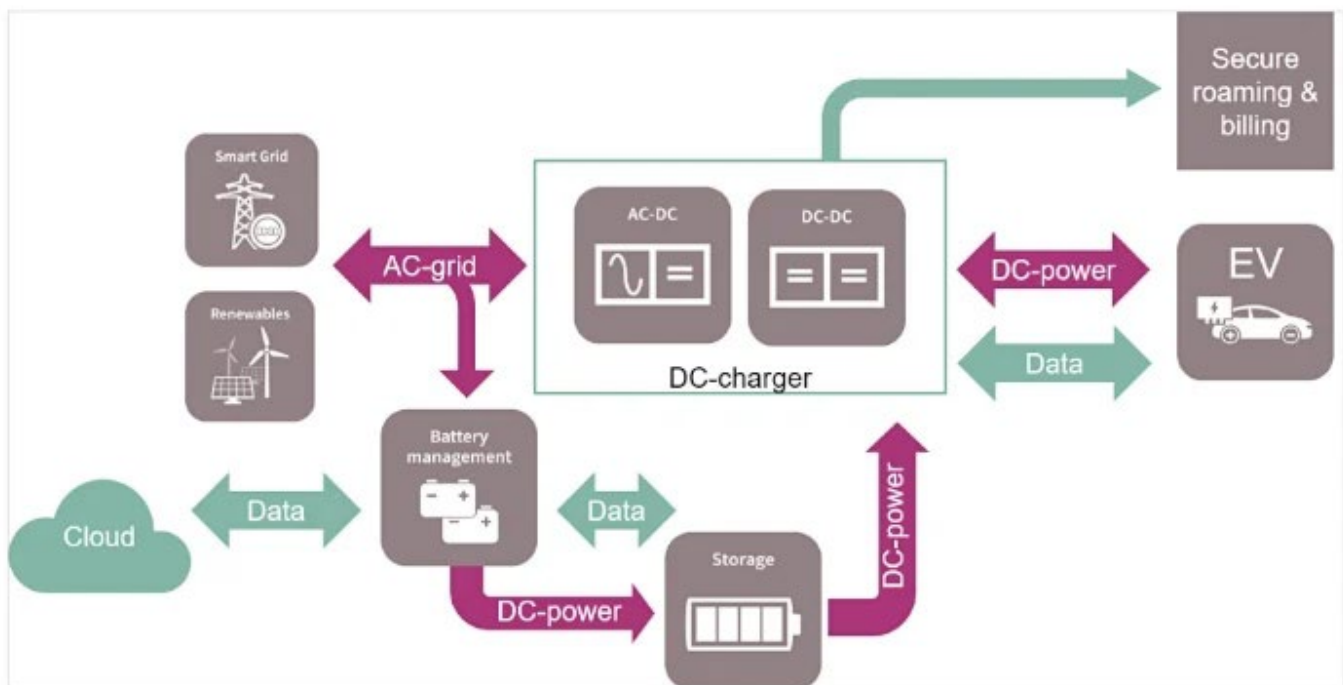 Secure
roaming &
billing
Smart Grid
AC-DC
DC-DC
AC-grid
DC-power
EV
Renewables
Data
DC-charger
Battery
management
Cloud
Data
Data
DC-power
Storage
DC-power